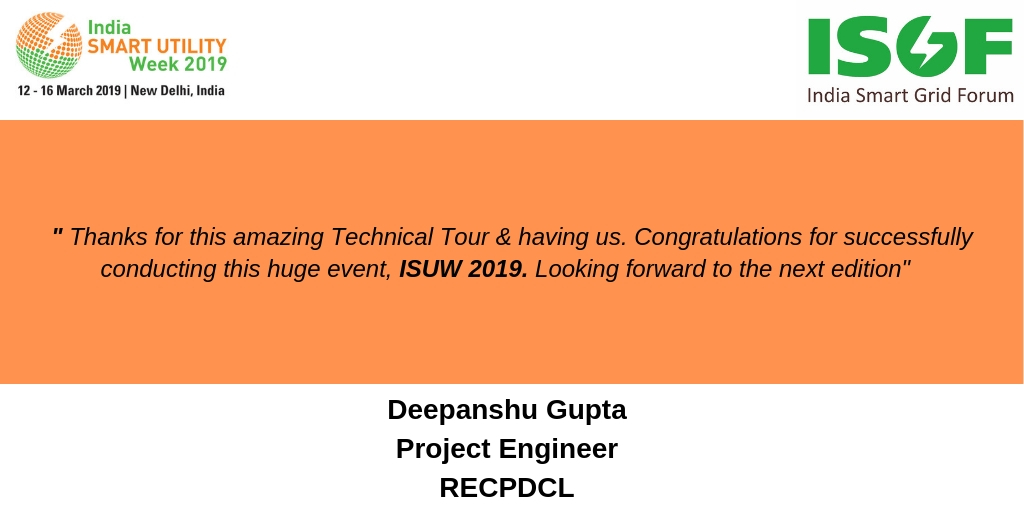 India
SMART UTILITY
Week 2019
12 - 16 March 2019 | New Delhi, India
ISGF
India Smart Grid Forum
" Thanks for this amazing Technical Tour & having us. Congratulations for successfully
conducting this huge event, ISUW 2019. Looking forward to the next edition"
Deepanshu Gupta
Project Engineer
RECPDCL